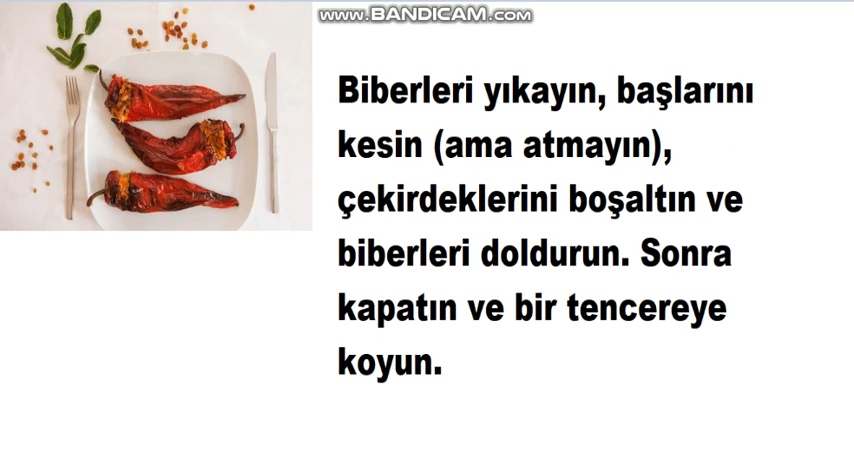 www.BANDICAM.com
Biberleri yıkayın, başlarını
kesin (ama atmayın),
çekirdeklerini boşaltın ve
biberleri doldurun. Sonra
kapatın ve bir tencereye
koyun.